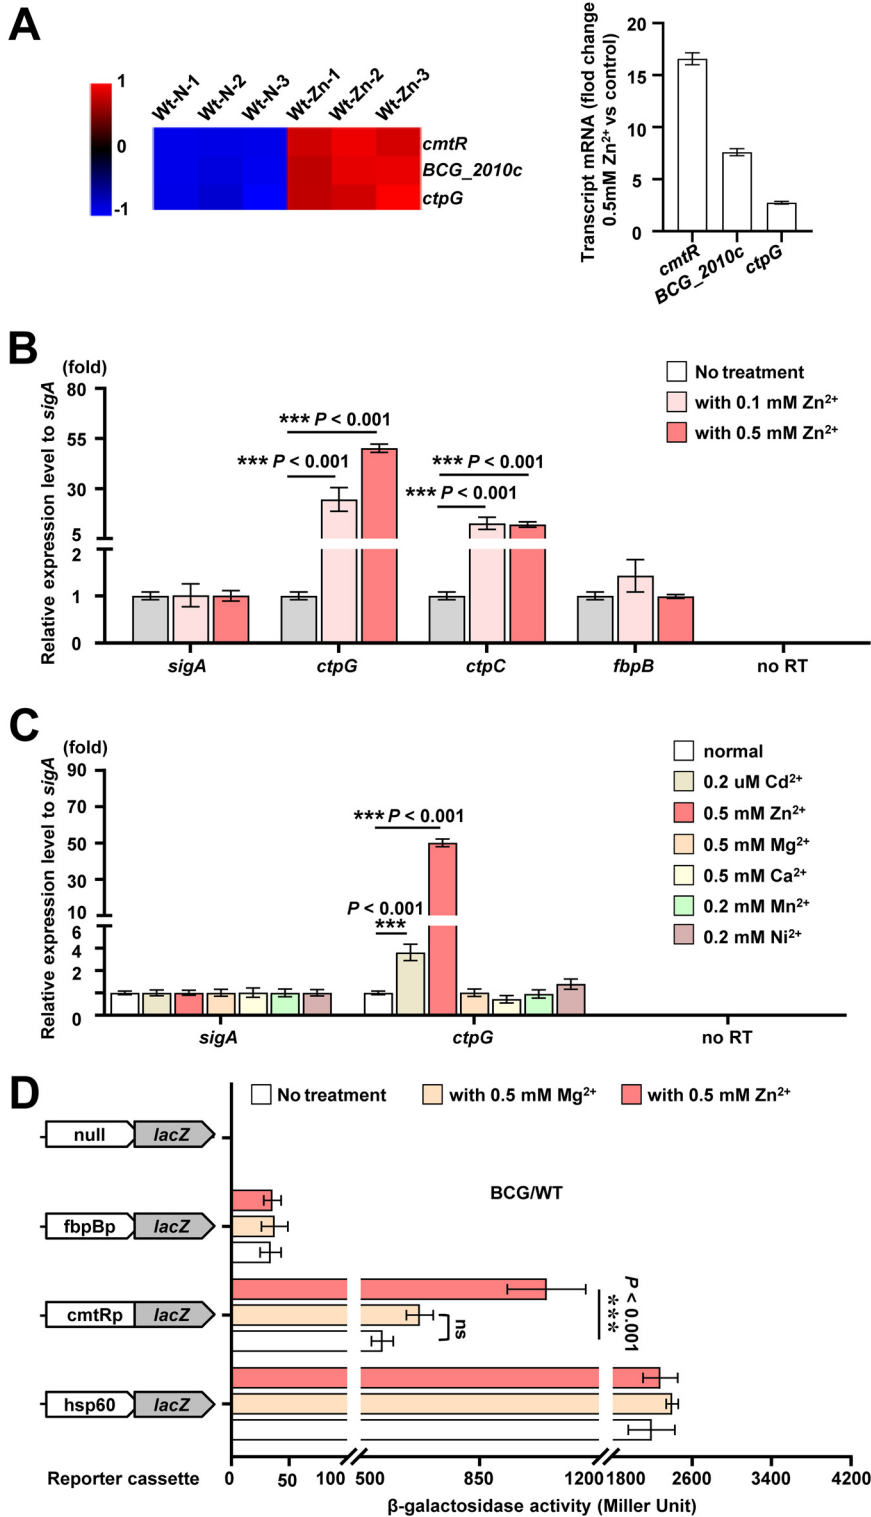 A
1
0
-1
Wt-N-1
Wt-N-2
Wt-N-3
Wt-Zn-1
Wt-Zn-2
Wt-Zn-3
cmtR
BCG_2010c
ctpG
Transcript mRNA (flod change
0.5mM Zn²⁺ vs control)
20
15
10
5
0
cmtR
BCG_2010c
ctpG
B
(fold)
Relative expression level to sigA
80
55
30
5
2
1
0
*** P < 0.001
*** P < 0.001
*** P < 0.001
*** P < 0.001
No treatment
with 0.1 mM Zn²⁺
with 0.5 mM Zn²⁺
sigA
ctpG
ctpC
fbpB
no RT
C
(fold)
Relative expression level to sigA
90
70
50
30
10
6
4
2
0
*** P < 0.001
P < 0.001
***
normal
0.2 uM Cd²⁺
0.5 mM Zn²⁺
0.5 mM Mg²⁺
0.5 mM Ca²⁺
0.2 mM Mn²⁺
0.2 mM Ni²⁺
sigA
ctpG
no RT
D
No treatment
with 0.5 mM Mg²⁺
with 0.5 mM Zn²⁺
BCG/WT
null lacZ
fbpBp lacZ
cmtRp lacZ
hsp60 lacZ
ns
P < 0.001
***
Reporter cassette
0 50 100 500 850 1200 1800 2600 3400 4200
β-galactosidase activity (Miller Unit)